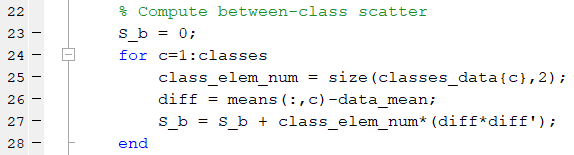 22 % Compute between-class scatter
23 – S_b = 0;
24 – for c=1:classes
25 – class_elem_num = size(classes_data{c},2);
26 – diff = means(:,c)-data_mean;
27 – S_b = S_b + class_elem_num*(diff*diff');
28 – end